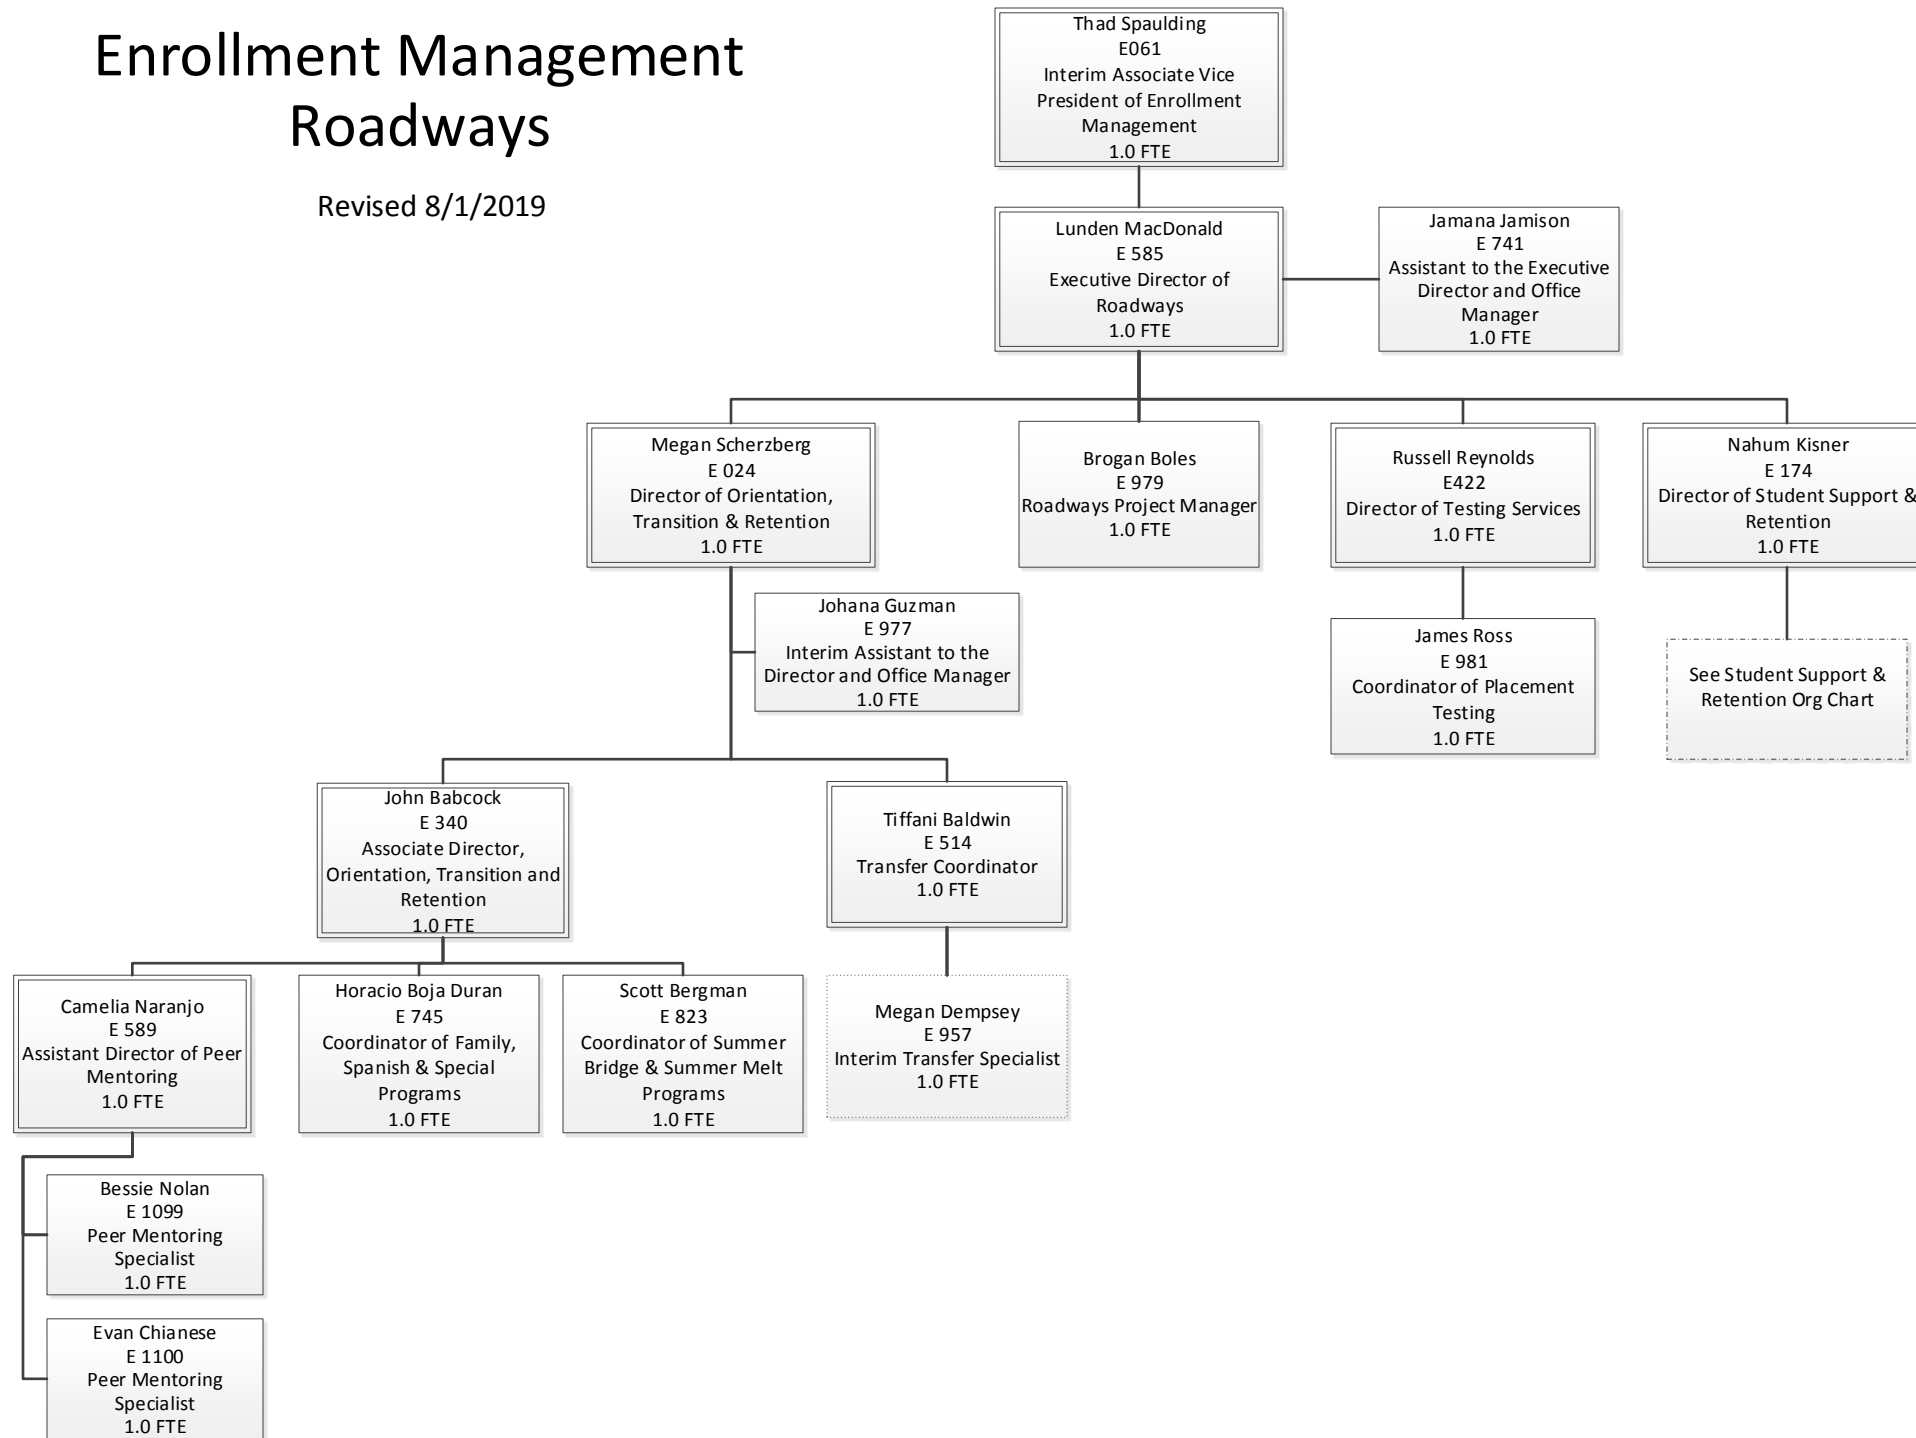 Enrollment Management
Roadways
Revised 8/1/2019
Thad Spaulding
E061
Interim Associate Vice
President of Enrollment
Management
1.0 FTE
Lunden MacDonald
E 585
Executive Director of
Roadways
1.0 FTE
Jamana Jamison
E 741
Assistant to the Executive
Director and Office
Manager
1.0 FTE
Megan Scherzberg
E 024
Director of Orientation,
Transition & Retention
1.0 FTE
Brogan Boles
E 979
Roadways Project Manager
1.0 FTE
Russell Reynolds
E422
Director of Testing Services
1.0 FTE
Nahum Kisner
E 174
Director of Student Support &
Retention
1.0 FTE
Johana Guzman
E 977
Interim Assistant to the
Director and Office Manager
1.0 FTE
James Ross
E 981
Coordinator of Placement
Testing
1.0 FTE
See Student Support &
Retention Org Chart
John Babcock
E 340
Associate Director,
Orientation, Transition and
Retention
1.0 FTE
Tiffani Baldwin
E 514
Transfer Coordinator
1.0 FTE
Camelia Naranjo
E 589
Assistant Director of Peer
Mentoring
1.0 FTE
Horacio Boja Duran
E 745
Coordinator of Family,
Spanish & Special
Programs
1.0 FTE
Scott Bergman
E 823
Coordinator of Summer
Bridge & Summer Melt
Programs
1.0 FTE
Megan Dempsey
E 957
Interim Transfer Specialist
1.0 FTE
Bessie Nolan
E 1099
Peer Mentoring
Specialist
1.0 FTE
Evan Chianese
E 1100
Peer Mentoring
Specialist
1.0 FTE